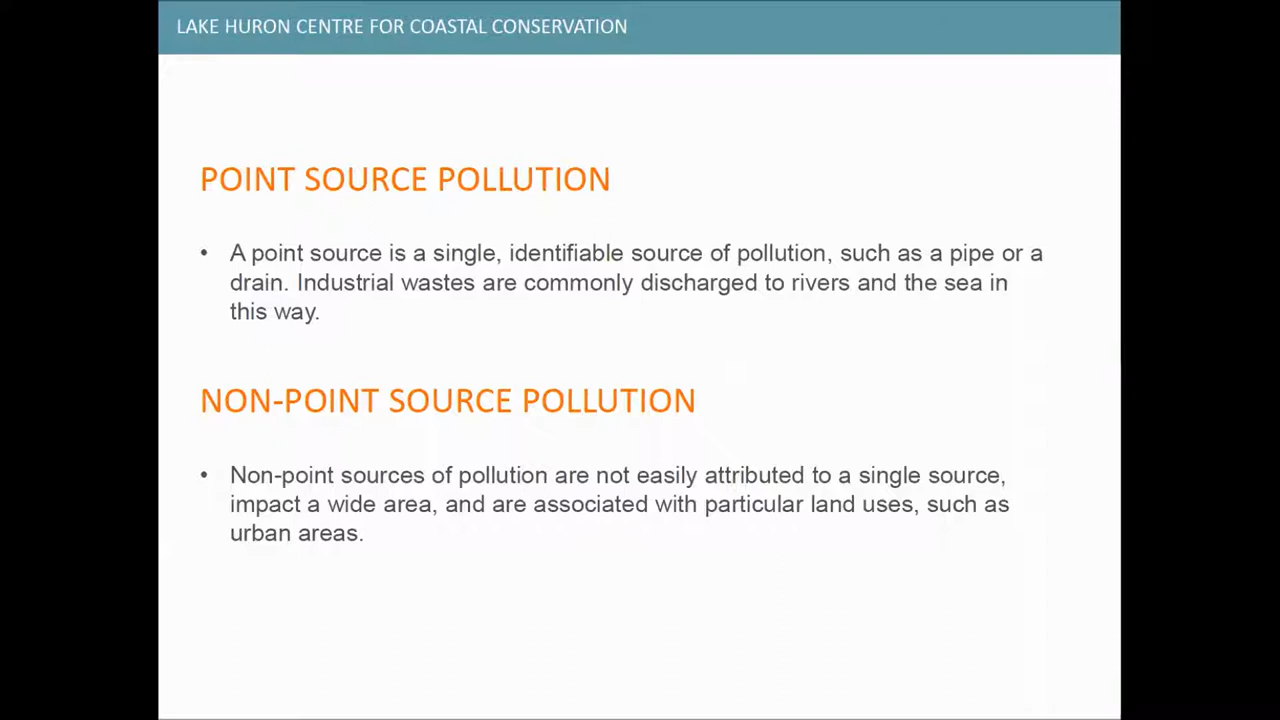 LAKE HURON CENTRE FOR COASTAL CONSERVATION
POINT SOURCE POLLUTION
• A point source is a single, identifiable source of pollution, such as a pipe or a
drain. Industrial wastes are commonly discharged to rivers and the sea in
this way.
NON-POINT SOURCE POLLUTION
• Non-point sources of pollution are not easily attributed to a single source,
impact a wide area, and are associated with particular land uses, such as
urban areas.